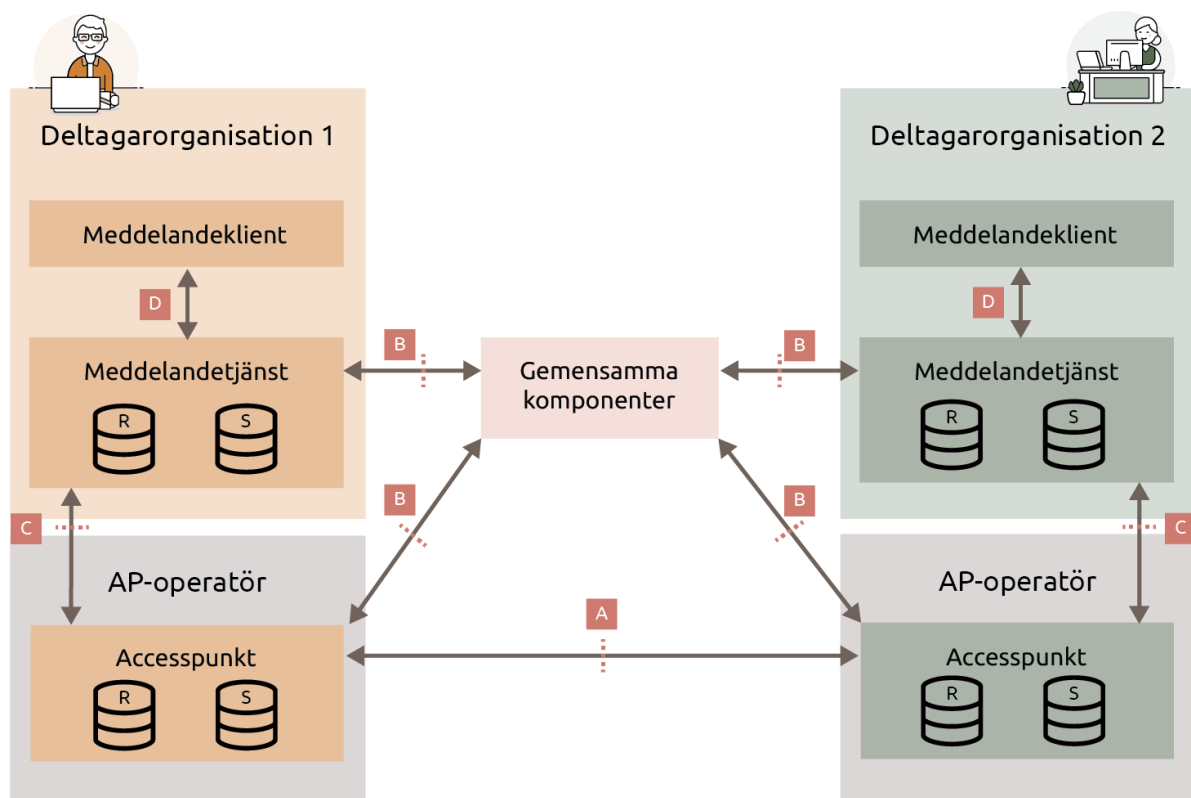 Deltagarorganisation 1
Deltagarorganisation 2
Meddelandeklient
Meddelandeklient
D
D
B
B
Meddelandetjänst
Gemensamma
komponenter
Meddelandetjänst
R
S
R
S
B
B
C
C
AP-operatör
AP-operatör
A
Accesspunkt
Accesspunkt
R
S
R
S